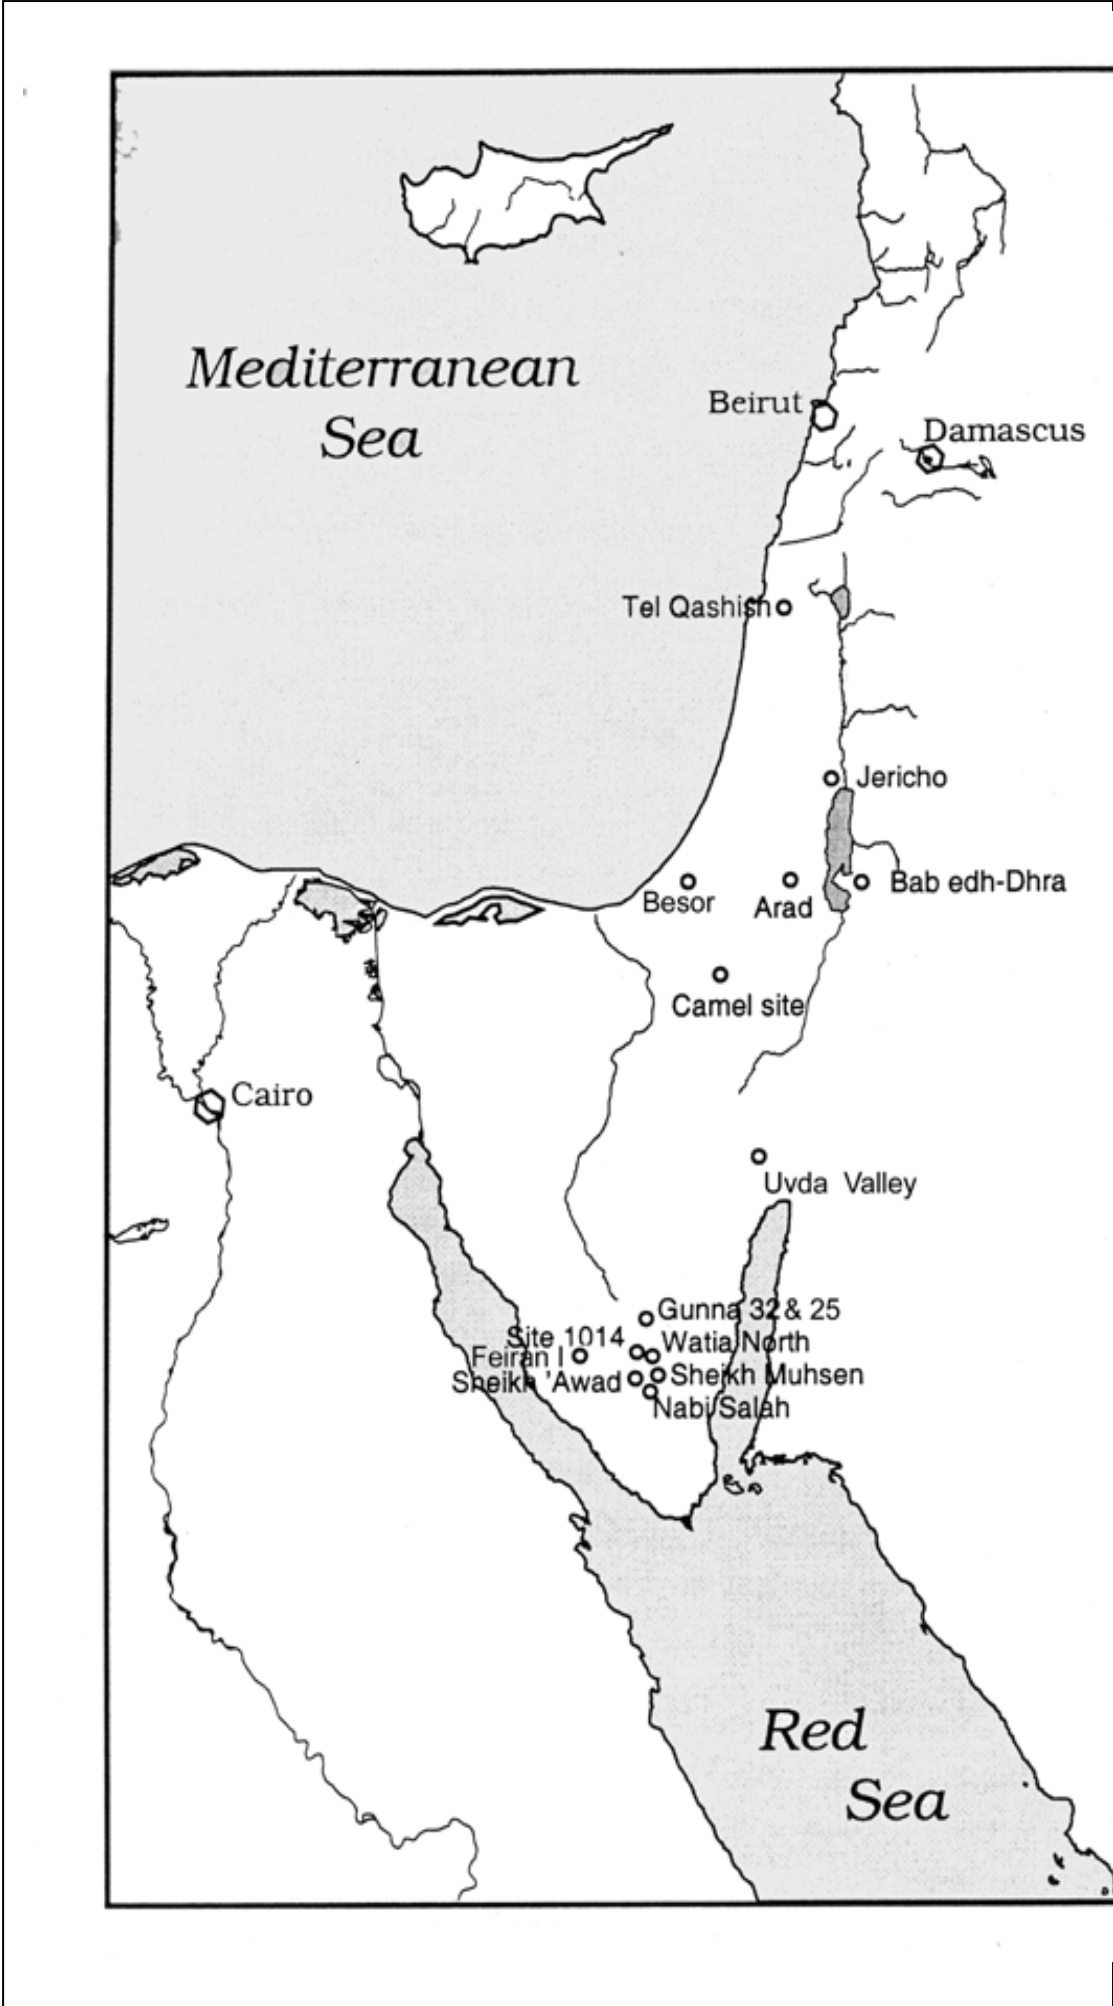 Mediterranean
Sea
Beirut
Damascus
Tel Qashish
Jericho
Besor
Arad
Bab edh-Dhra
Camel site
Cairo
Uvda Valley
Gunna 32 & 25
Site 1014
Watia North
Feiran I
Sheikh Muhsen
Sheikh 'Awad
Nabi Salah
Red
Sea